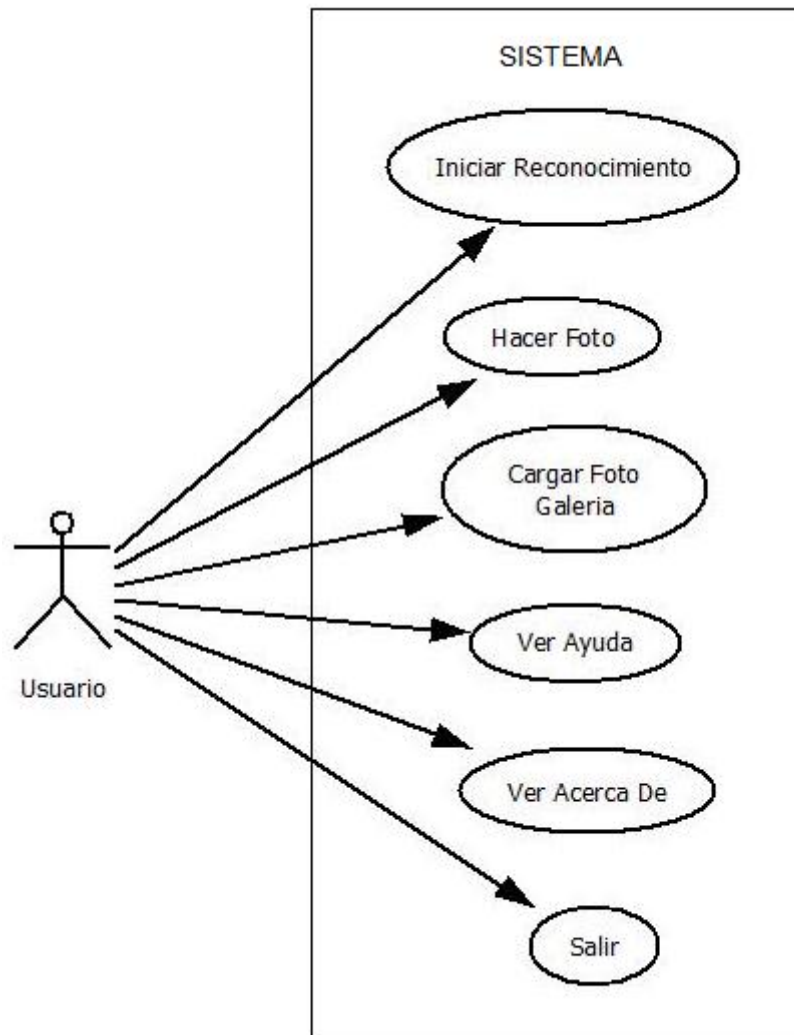 SISTEMA
Iniciar Reconocimiento
Hacer Foto
Cargar Foto
Galeria
Ver Ayuda
Usuario
Ver Acerca De
Salir